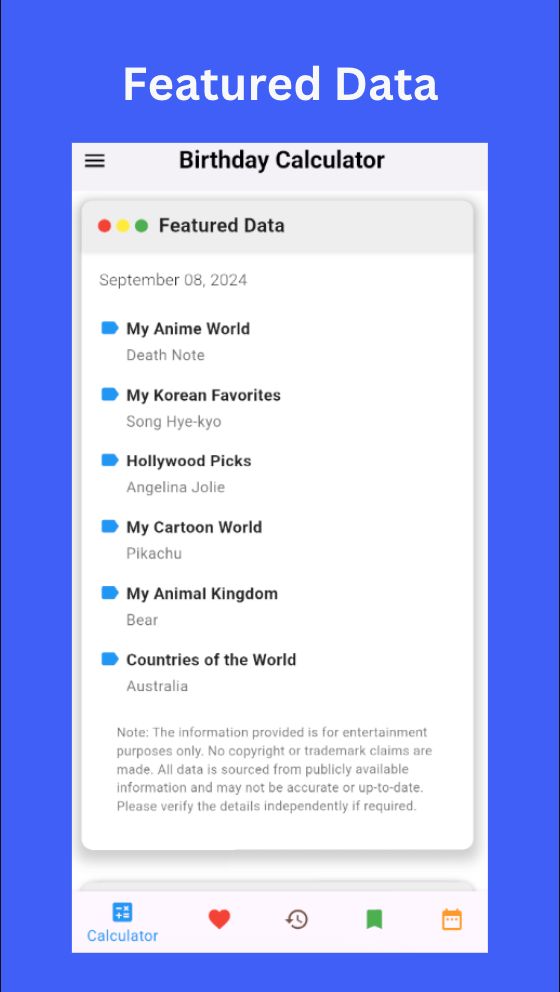 Featured Data
Birthday Calculator
Featured Data
September 08, 2024
My Anime World
Death Note
My Korean Favorites
Song Hye-kyo
Hollywood Picks
Angelina Jolie
My Cartoon World
Pikachu
My Animal Kingdom
Bear
Countries of the World
Australia
Note: The information provided is for entertainment
purposes only. No copyright or trademark claims are
made. All data is sourced from publicly available
information and may not be accurate or up-to-date.
Please verify the details independently if required.
Calculator